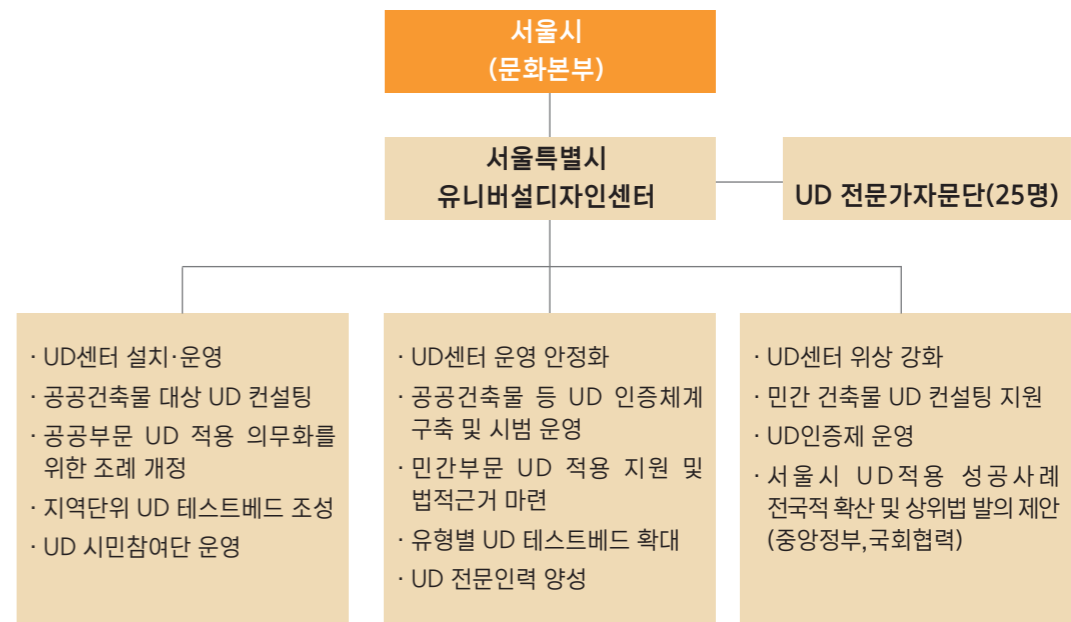 서울시
(문화본부)
서울특별시
유니버설디자인센터
UD 전문가자문단(25명)
· UD센터 설치·운영
· 공공건축물 대상 UD 컨설팅
· 공공부문 UD 적용 의무화를
위한 조례 개정
· 지역단위 UD 테스트베드 조성
· UD 시민참여단 운영
· UD센터 운영 안정화
· 공공건축물 등 UD 인증체계
구축 및 시범 운영
· 민간부문 UD 적용 지원 및
법적근거 마련
· 유형별 UD 테스트베드 확대
· UD 전문인력 양성
· UD센터 위상 강화
· 민간 건축물 UD 컨설팅 지원
· UD인증제 운영
· 서울시 UD적용 성공사례
전국적 확산 및 상위법 발의 제안
(중앙정부,국회협력)